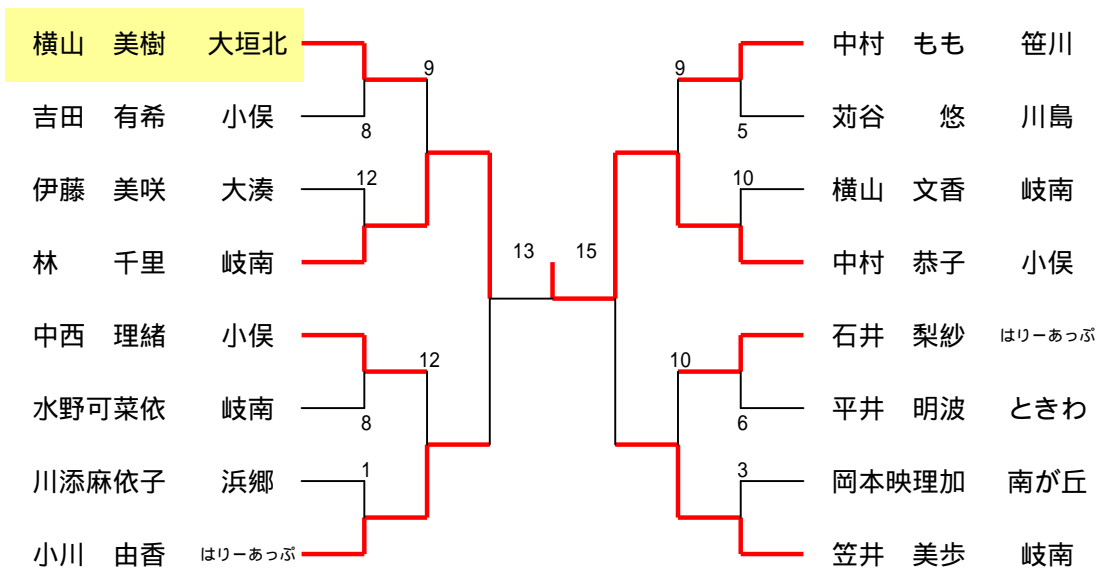 横山 美樹 大垣北
吉田 有希 小俣
伊藤 美咲 大湊
林 千里 岐南
中西 理緒 小俣
水野可菜依 岐南
川添麻依子 浜郷
小川 由香 はりーあっぷ
9
8
12
12
8
1
13
15
9
5
10
10
6
3
中村 もも 笹川
苅谷 悠 川島
横山 文香 岐南
中村 恭子 小俣
石井 梨紗 はりーあっぷ
平井 明波 ときわ
岡本映理加 南が丘
笠井 美歩 岐南